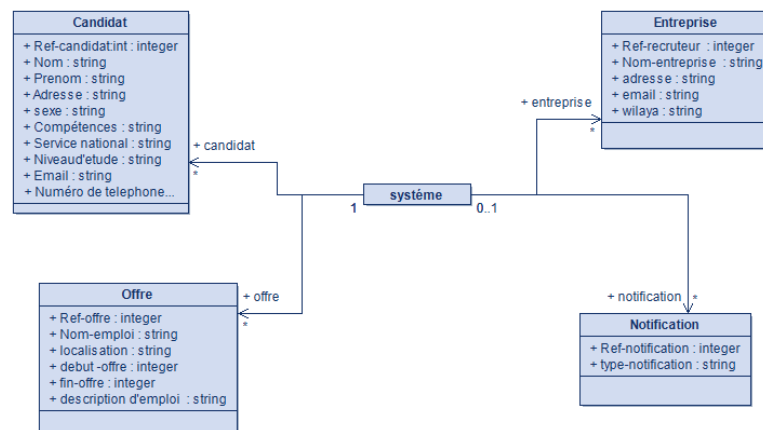 Candidat
+ Ref-candidat:int : integer
+ Nom : string
+ Prenom : string
+ Adresse : string
+ sexe : string
+ Compétences : string
+ Service national : string
+ Niveaud'etude : string
+ Email : string
+ Numéro de telephone...
Entreprise
+ Ref-recruteur : integer
+ Nom-entreprise : string
+ adresse : string
+ email : string
+ wilaya : string
+ candidat
*
+ entreprise
*
systéme
1
0..1
+ offre
*
+ notification
*
Offre
+ Ref-offre : integer
+ Nom-emploi : string
+ localisation : string
+ debut -offre : integer
+ fin-offre : integer
+ description d'emploi : string
Notification
+ Ref-notification : integer
+ type-notification : string